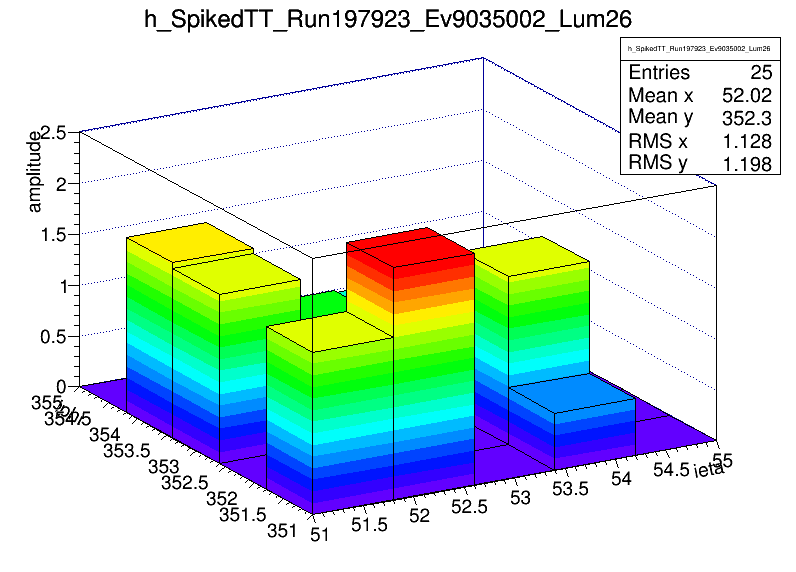 h_SpikedTT_Run197923_Ev9035002_Lum26
h_SpikedTT_Run197923_Ev9035002_Lum26
Entries 25
Mean x 52.02
Mean y 352.3
RMS x 1.128
RMS y 1.198
amplitude
2.5
2
1.5
1
0.5
0
355
354.5
354
353.5
353
352.5
352
351.5
351
51
51.5
52
52.5
53
53.5
54
54.5
55
ieta